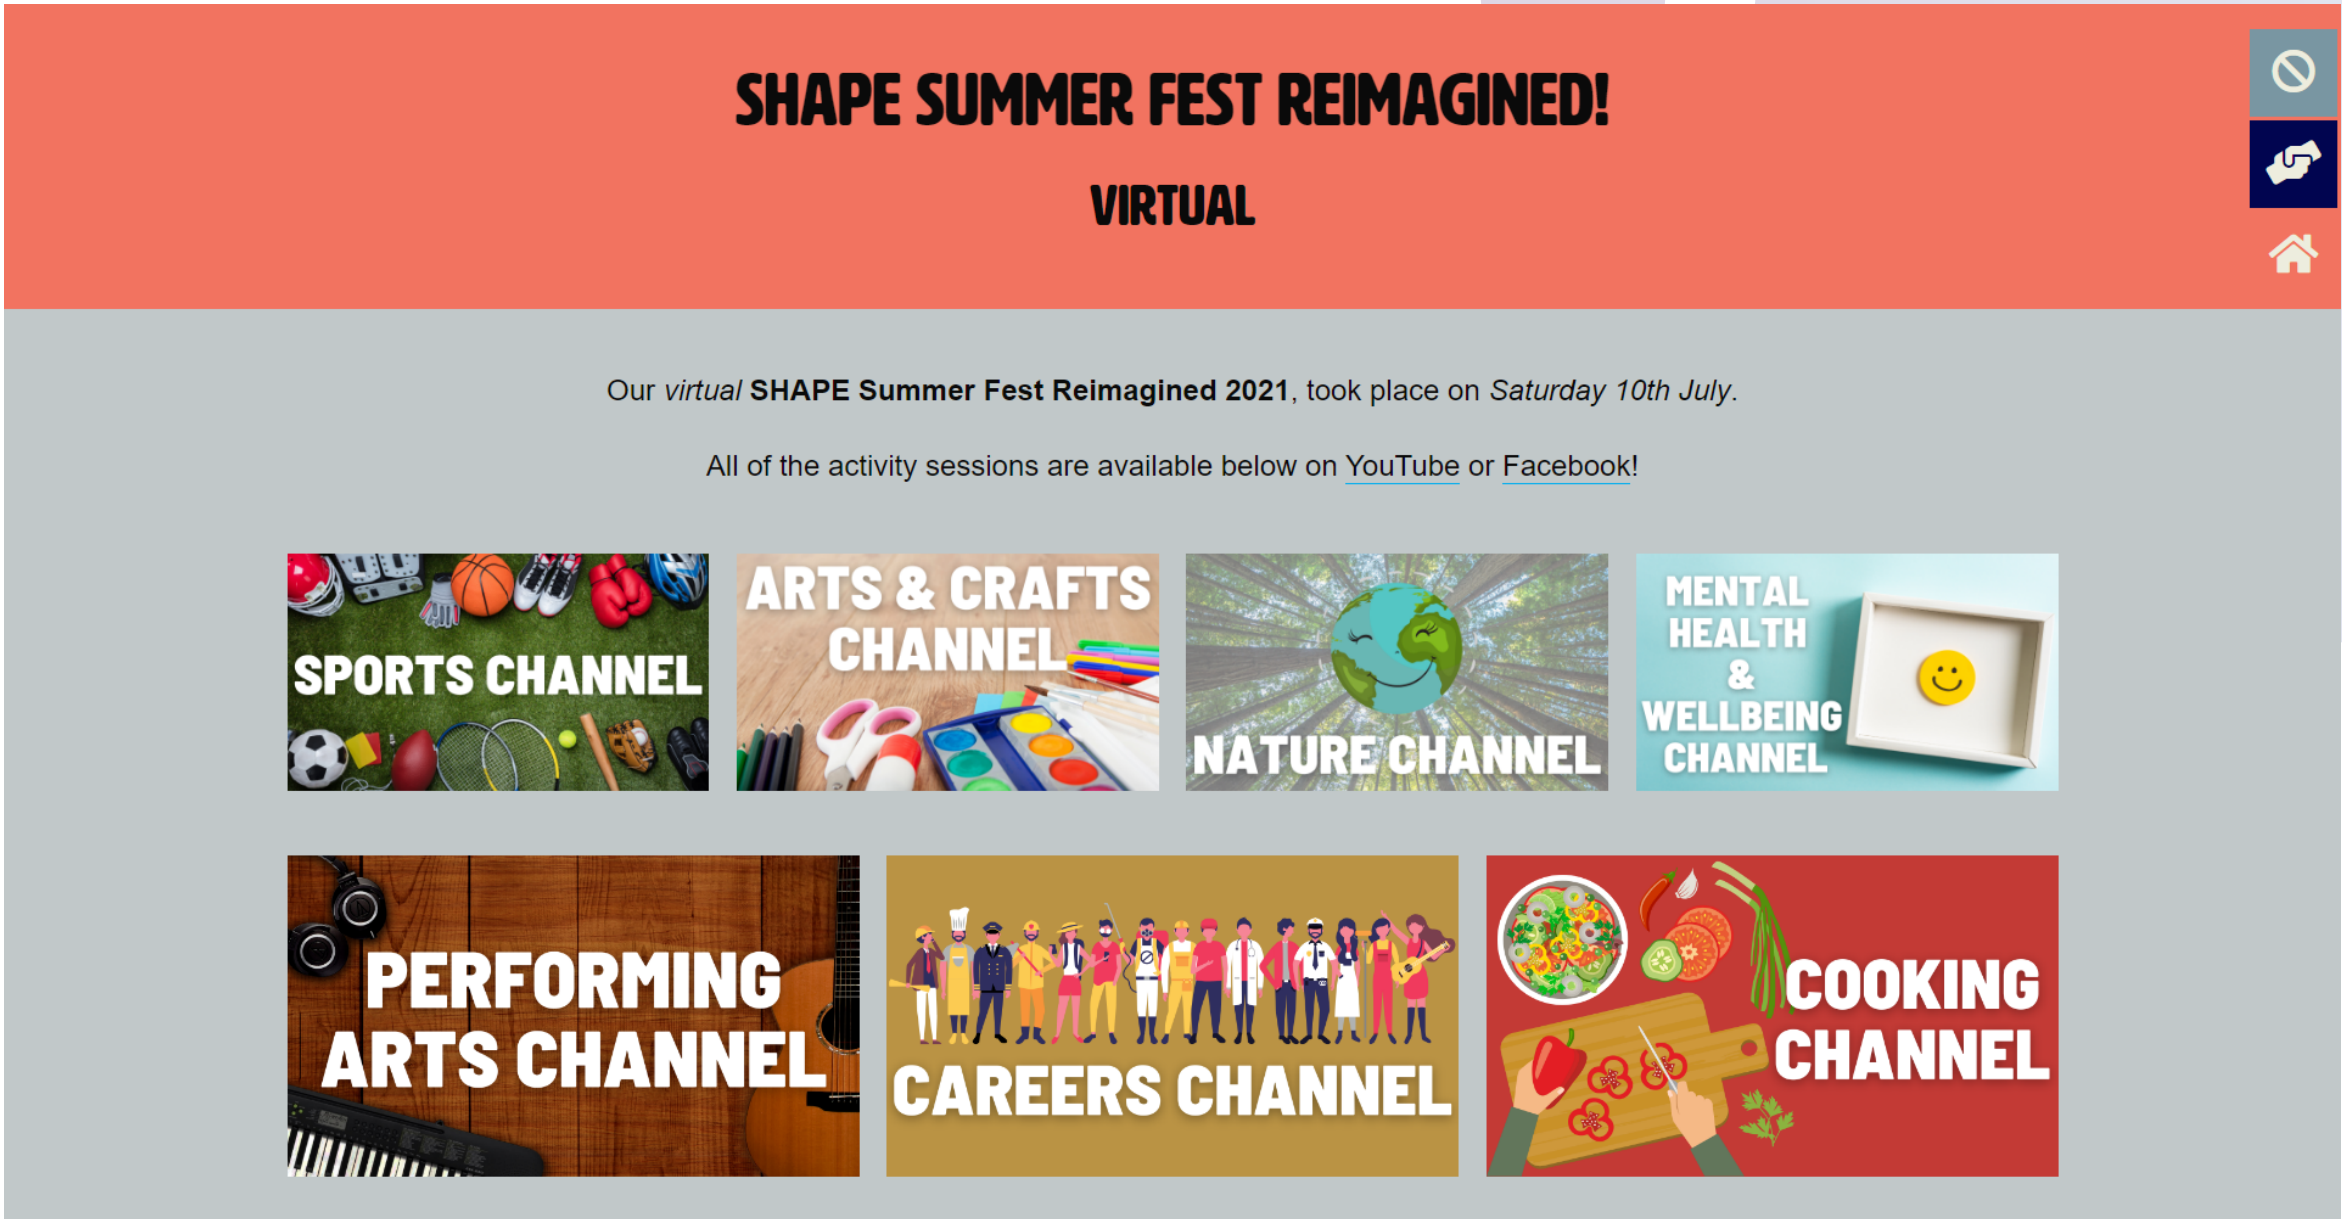 SHAPE SUMMER FEST REIMAGINED!
VIRTUAL
Our virtual SHAPE Summer Fest Reimagined 2021, took place on Saturday 10th July.
All of the activity sessions are available below on YouTube or Facebook!
SPORTS CHANNEL
ARTS & CRAFTS
CHANNEL
NATURE CHANNEL
MENTAL
HEALTH
&
WELLBEING
CHANNEL
PERFORMING
ARTS CHANNEL
CAREERS CHANNEL
COOKING
CHANNEL